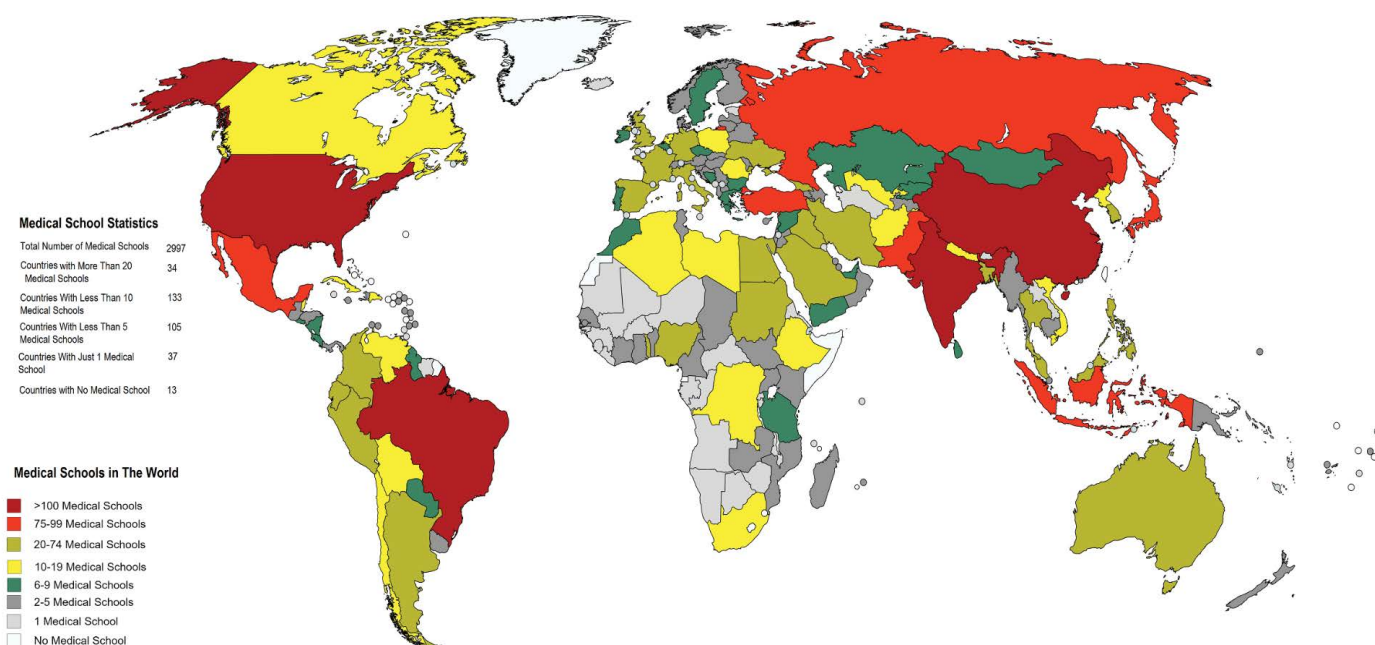 Medical School Statistics
Total Number of Medical Schools 2997
Countries with More Than 20 34
Medical Schools
Countries With Less Than 10 133
Medical Schools
Countries With Less Than 5 105
Medical Schools
Countries With Just 1 Medical 37
School
Countries with No Medical School 13
Medical Schools in The World
>100 Medical Schools
75-99 Medical Schools
20-74 Medical Schools
10-19 Medical Schools
6-9 Medical Schools
2-5 Medical Schools
1 Medical School
No Medical School